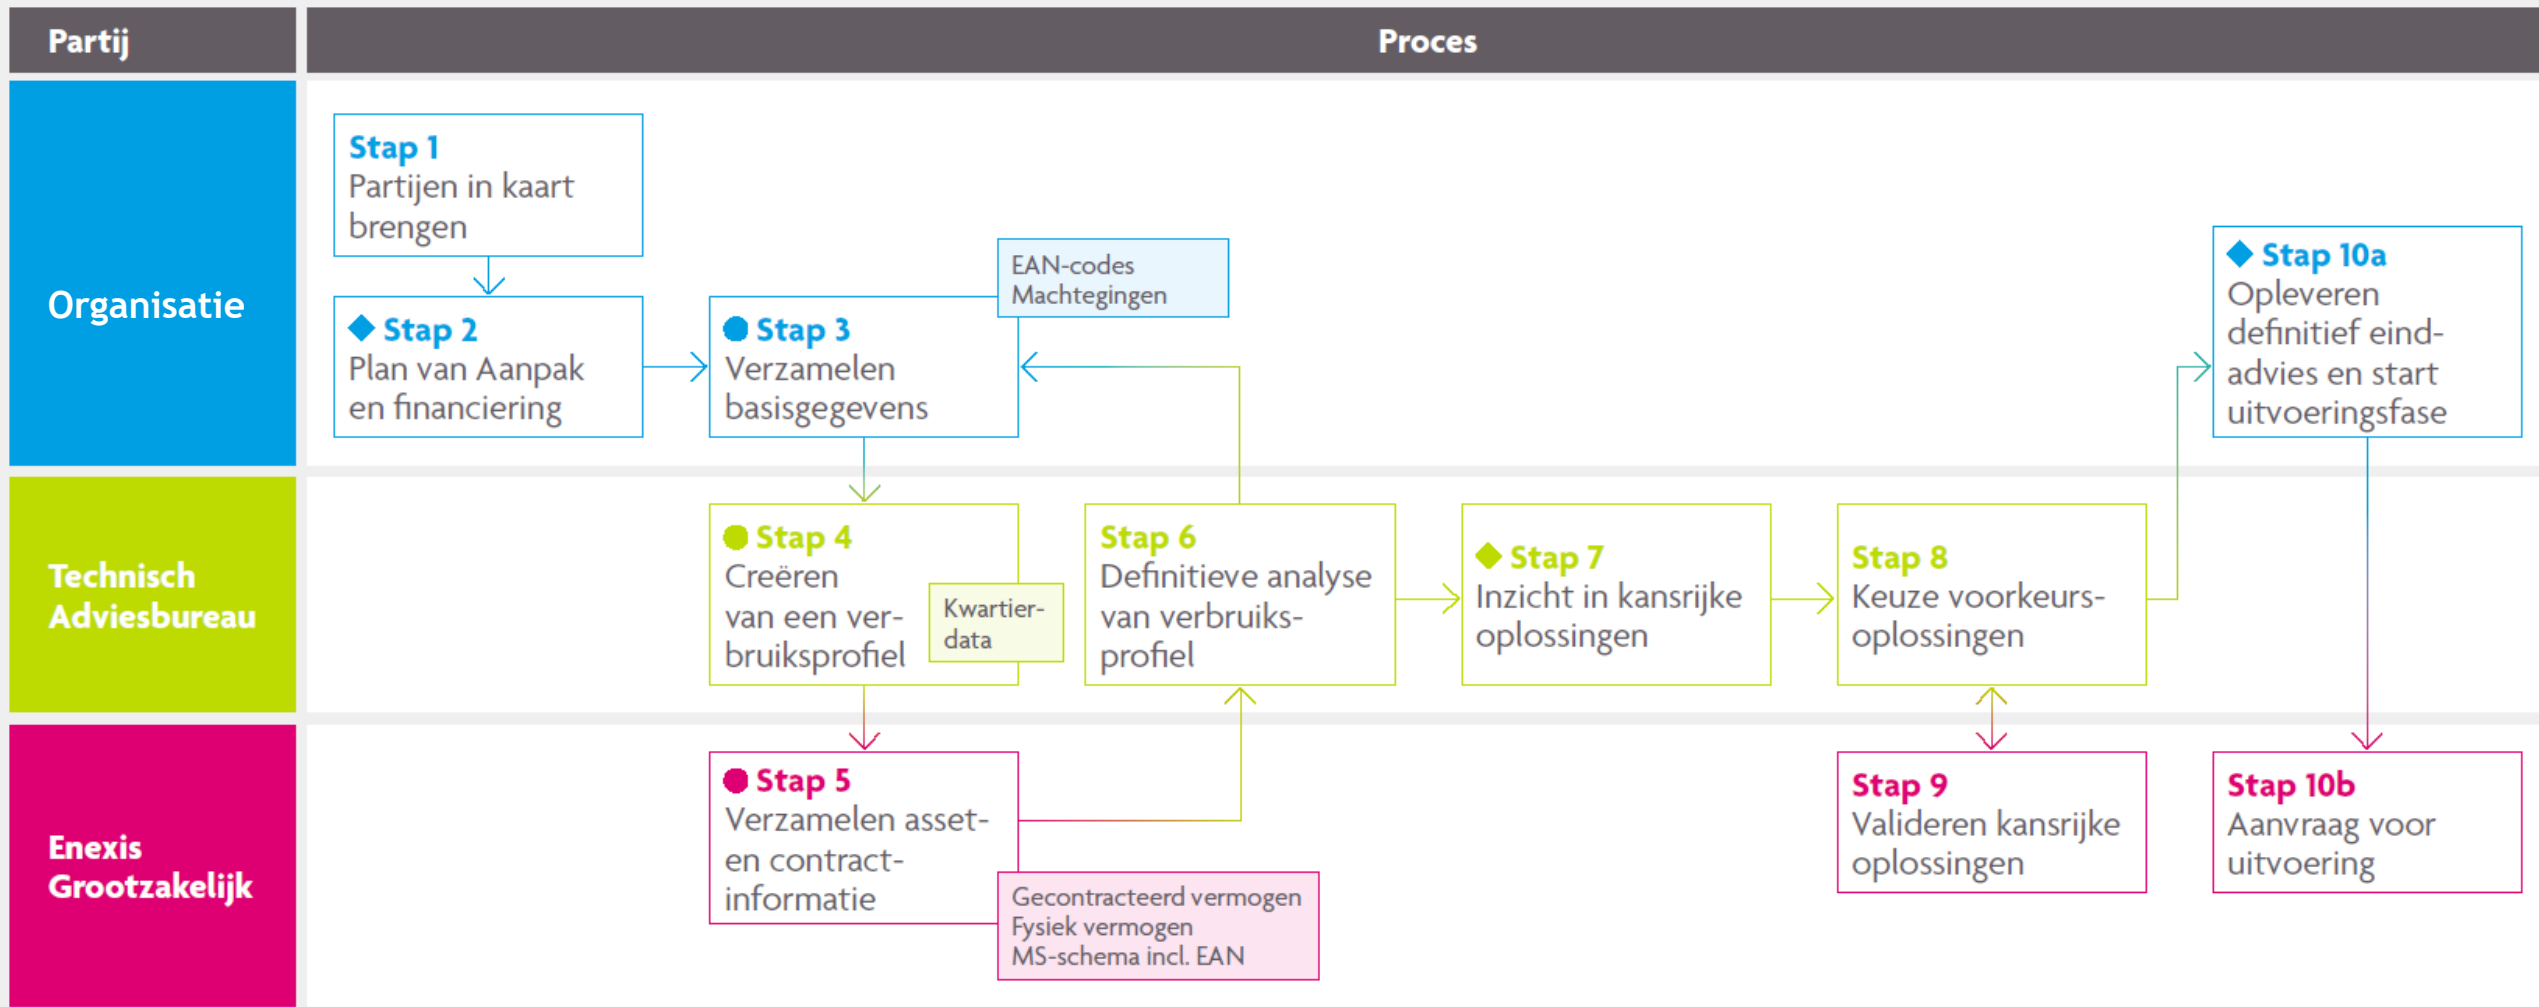 Partij
Proces
Organisatie
Stap 1
Partijen in kaart
brengen
Stap 2
Plan van Aanpak
en financiering
Stap 3
Verzamelen
basisgegevens
EAN-codes
Machtegingen
Stap 10a
Opleveren
definitief eind-
advies en start
uitvoeringsfase
Technisch
Adviesbureau
Stap 4
Creëren
van een ver-
bruiksprofiel
Kwartier-
data
Stap 6
Definitieve analyse
van verbruiks-
profiel
Stap 7
Inzicht in kansrijke
oplossingen
Stap 8
Keuze voorkeurs-
oplossingen
Enexis
Grootzakelijk
Stap 5
Verzamelen asset-
en contract-
informatie
Gecontracteerd vermogen
Fysiek vermogen
MS-schema incl. EAN
Stap 9
Valideren kansrijke
oplossingen
Stap 10b
Aanvraag voor
uitvoering